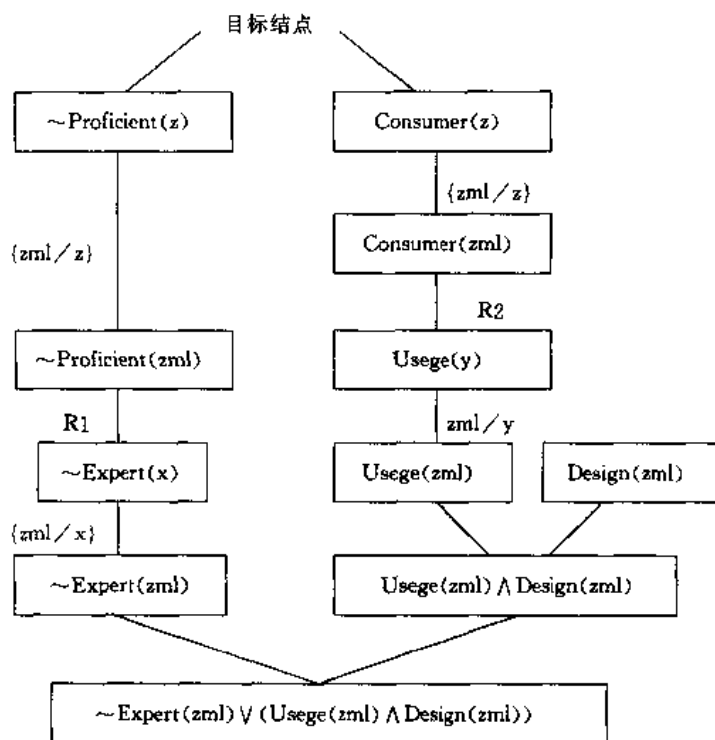 目标结点
~Proficient(z)
Consumer(z)
{zml/z}
Consumer(zml)
{zml/z}
R2
~Proficient(zml)
Usege(y)
R1
zml/y
~Expert(x)
Usege(zml)
Design(zml)
{zml/x}
~Expert(zml)
Usege(zml)∧Design(zml)
~Expert(zml)∨(Usege(zml)∧Design(zml))